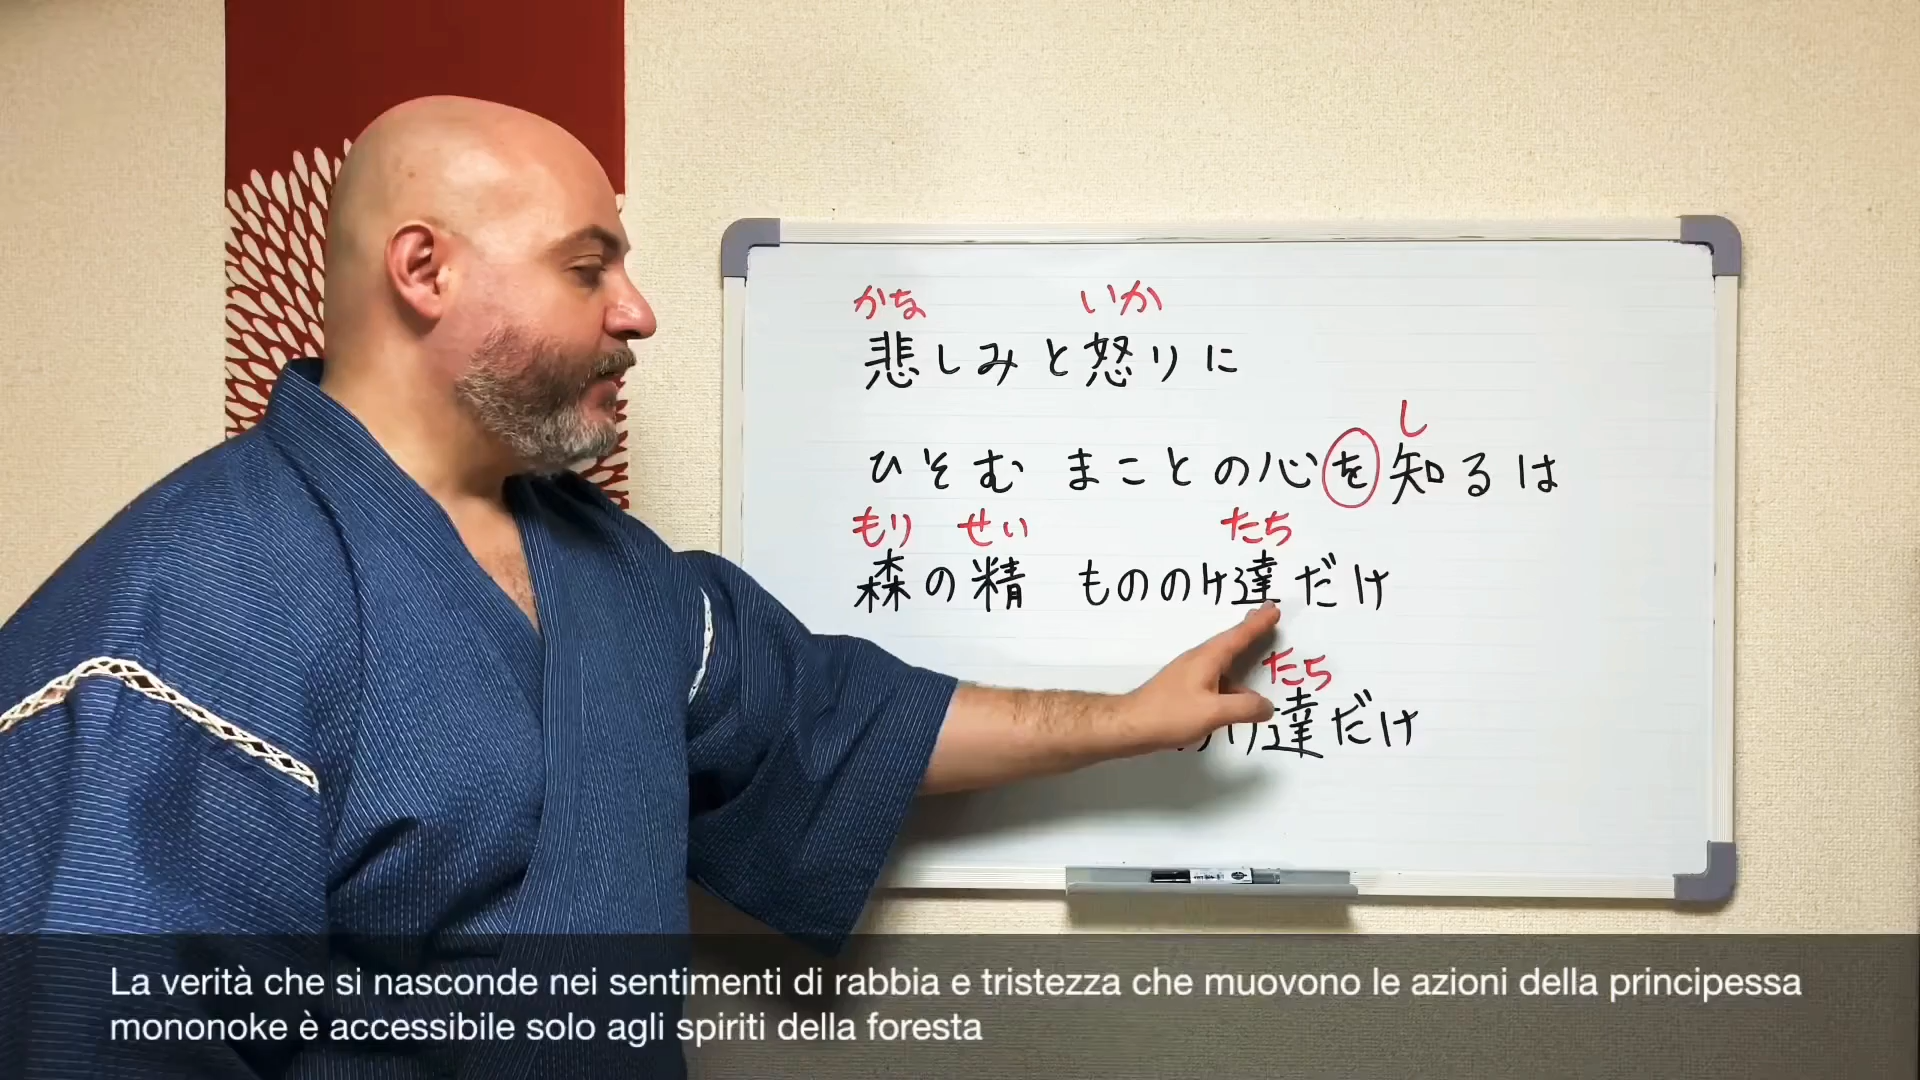 かな いか
悲しみと怒りに
し
ひそむ まことの心を知るは
もり せい たち
森の精 もののけ達だけ
たち
のけ達だけ
La verità che si nasconde nei sentimenti di rabbia e tristezza che muovono le azioni della principessa
mononoke è accessibile solo agli spiriti della foresta